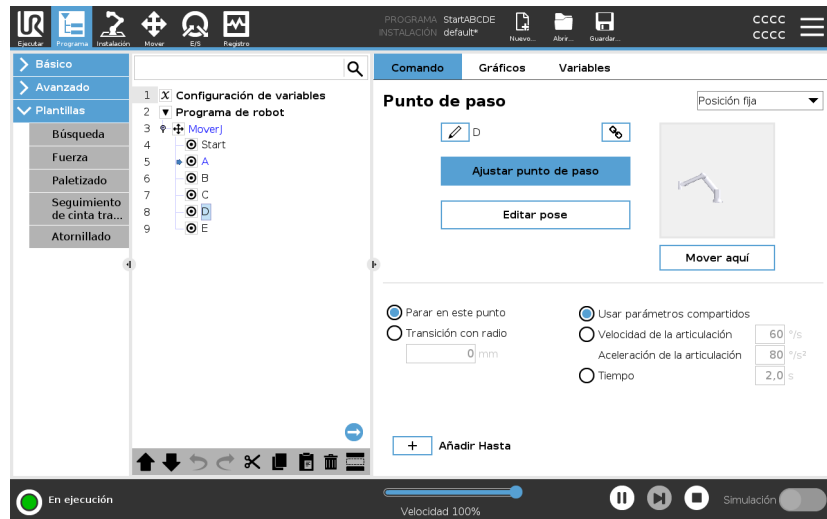 UR
PROGRAMA StartABCDE
INSTALACIÓN default*
CCCC
CCCC
Ejecutar Programa Instalación Mover E/S Registro Nuevo... Abrir... Guardar...
Básico
Avanzado
Plantillas
Búsqueda
Fuerza
Paletizado
Seguimiento
de cinta tra...
Atornillado
1 X Configuración de variables
2 Programa de robot
3 MoverJ
4 Start
5 A
6 B
7 C
8 D
9 E
Comando Gráficos Variables
Punto de paso
Posición fija
D
Ajustar punto de paso
Editar pose
Mover aquí
Parar en este punto
Transición con radio
0 mm
Usar parámetros compartidos
Velocidad de la articulación 60 °/s
Aceleración de la articulación 80 °/s²
Tiempo 2,0 s
+ Añadir Hasta
En ejecución
Velocidad 100%
Simulación